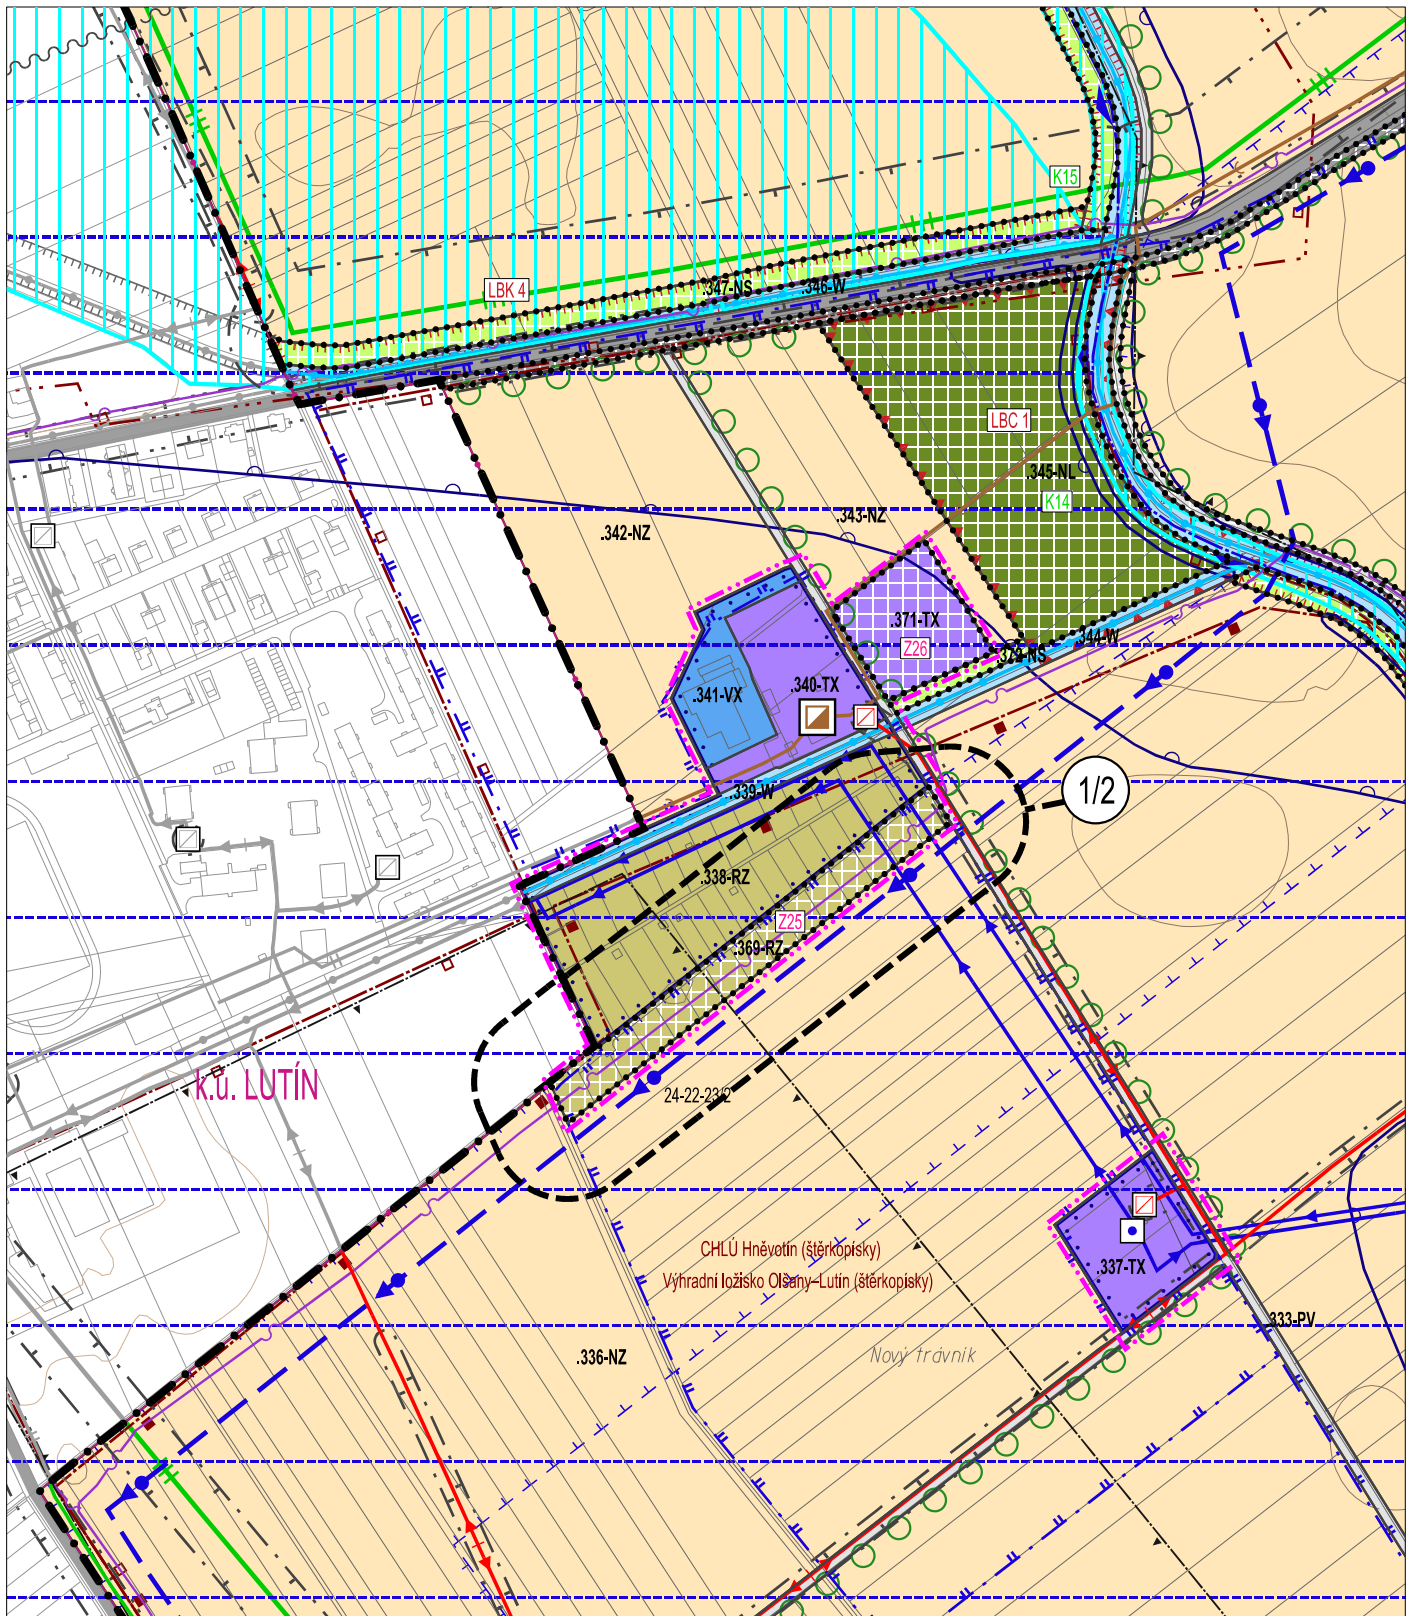 K15
LBK 4
.347-NS
.346-W
LBC 1
.345-NL
K14
.343-NZ
.342-NZ
.371-TX
Z26
.344-W
.372-NS
.340-TX
.341-VX
.339-W
1/2
.338-RZ
Z25
.369-RZ
k.ú. LUTÍN
24-22-23/2
CHLÚ Hněvotín (štěrkopísky)
Výhradní ložisko Olšany–Lutín (štěrkopísky)
.337-TX
.333-PV
Nový trávník
.336-NZ